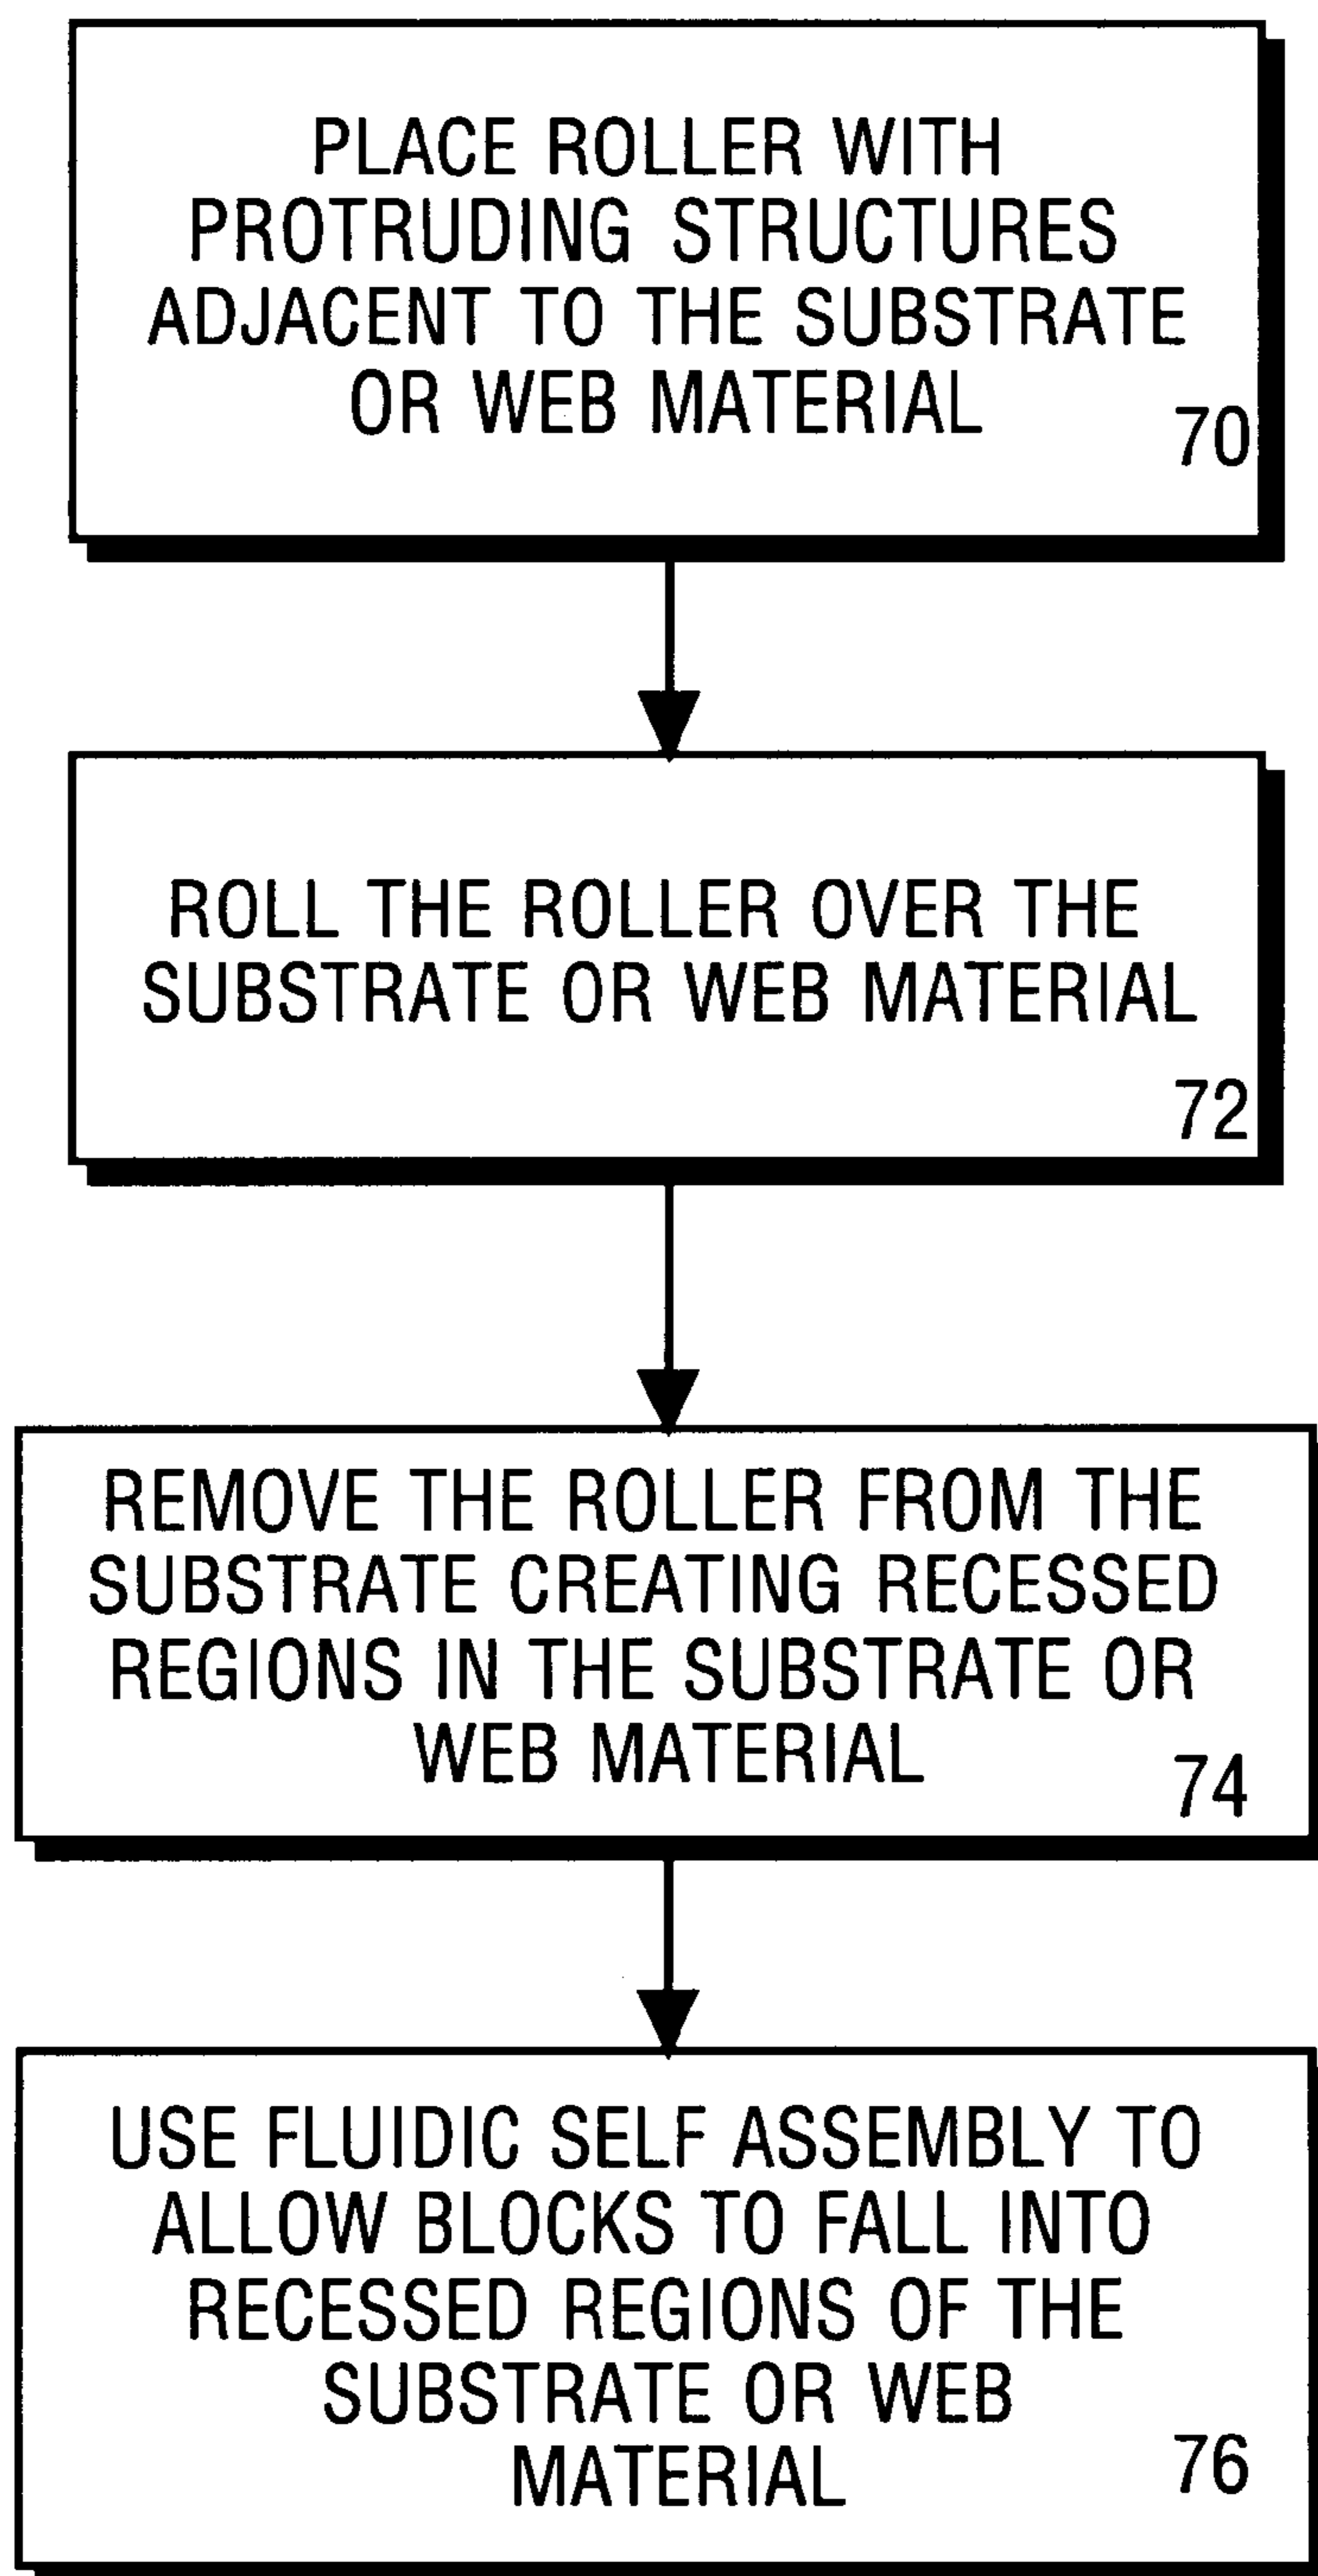 PLACE ROLLER WITH
PROTRUDING STRUCTURES
ADJACENT TO THE SUBSTRATE
OR WEB MATERIAL
70
ROLL THE ROLLER OVER THE
SUBSTRATE OR WEB MATERIAL
72
REMOVE THE ROLLER FROM THE
SUBSTRATE CREATING RECESSED
REGIONS IN THE SUBSTRATE OR
WEB MATERIAL
74
USE FLUIDIC SELF ASSEMBLY TO
ALLOW BLOCKS TO FALL INTO
RECESSED REGIONS OF THE
SUBSTRATE OR WEB
MATERIAL
76